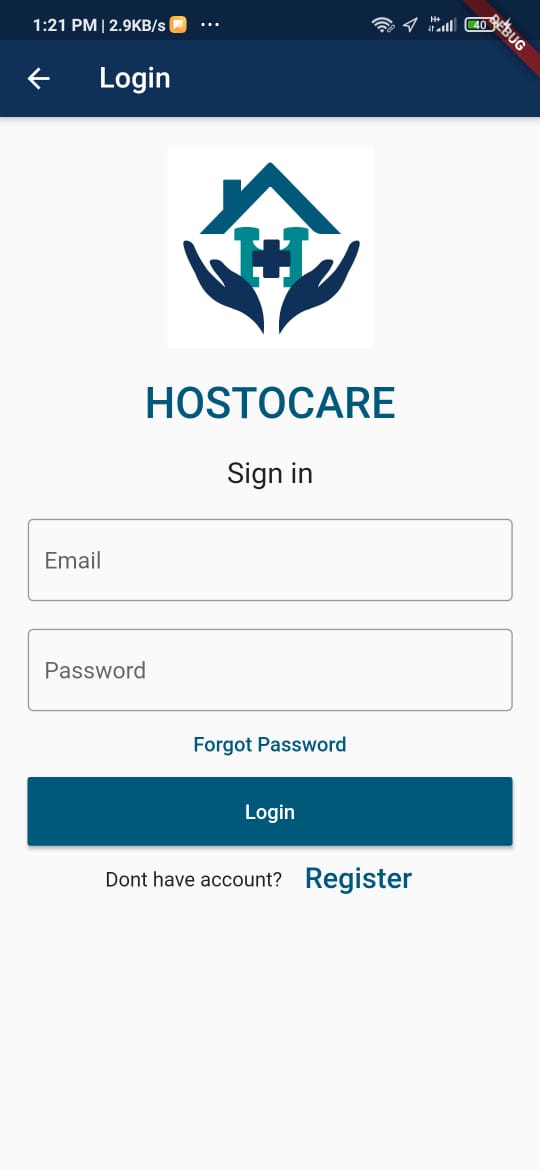 1:21 PM | 2.9KB/s ...
H+
40
DEBUG
Login
H
HOSTOCARE
Sign in
Email
Password
Forgot Password
Login
Dont have account? Register